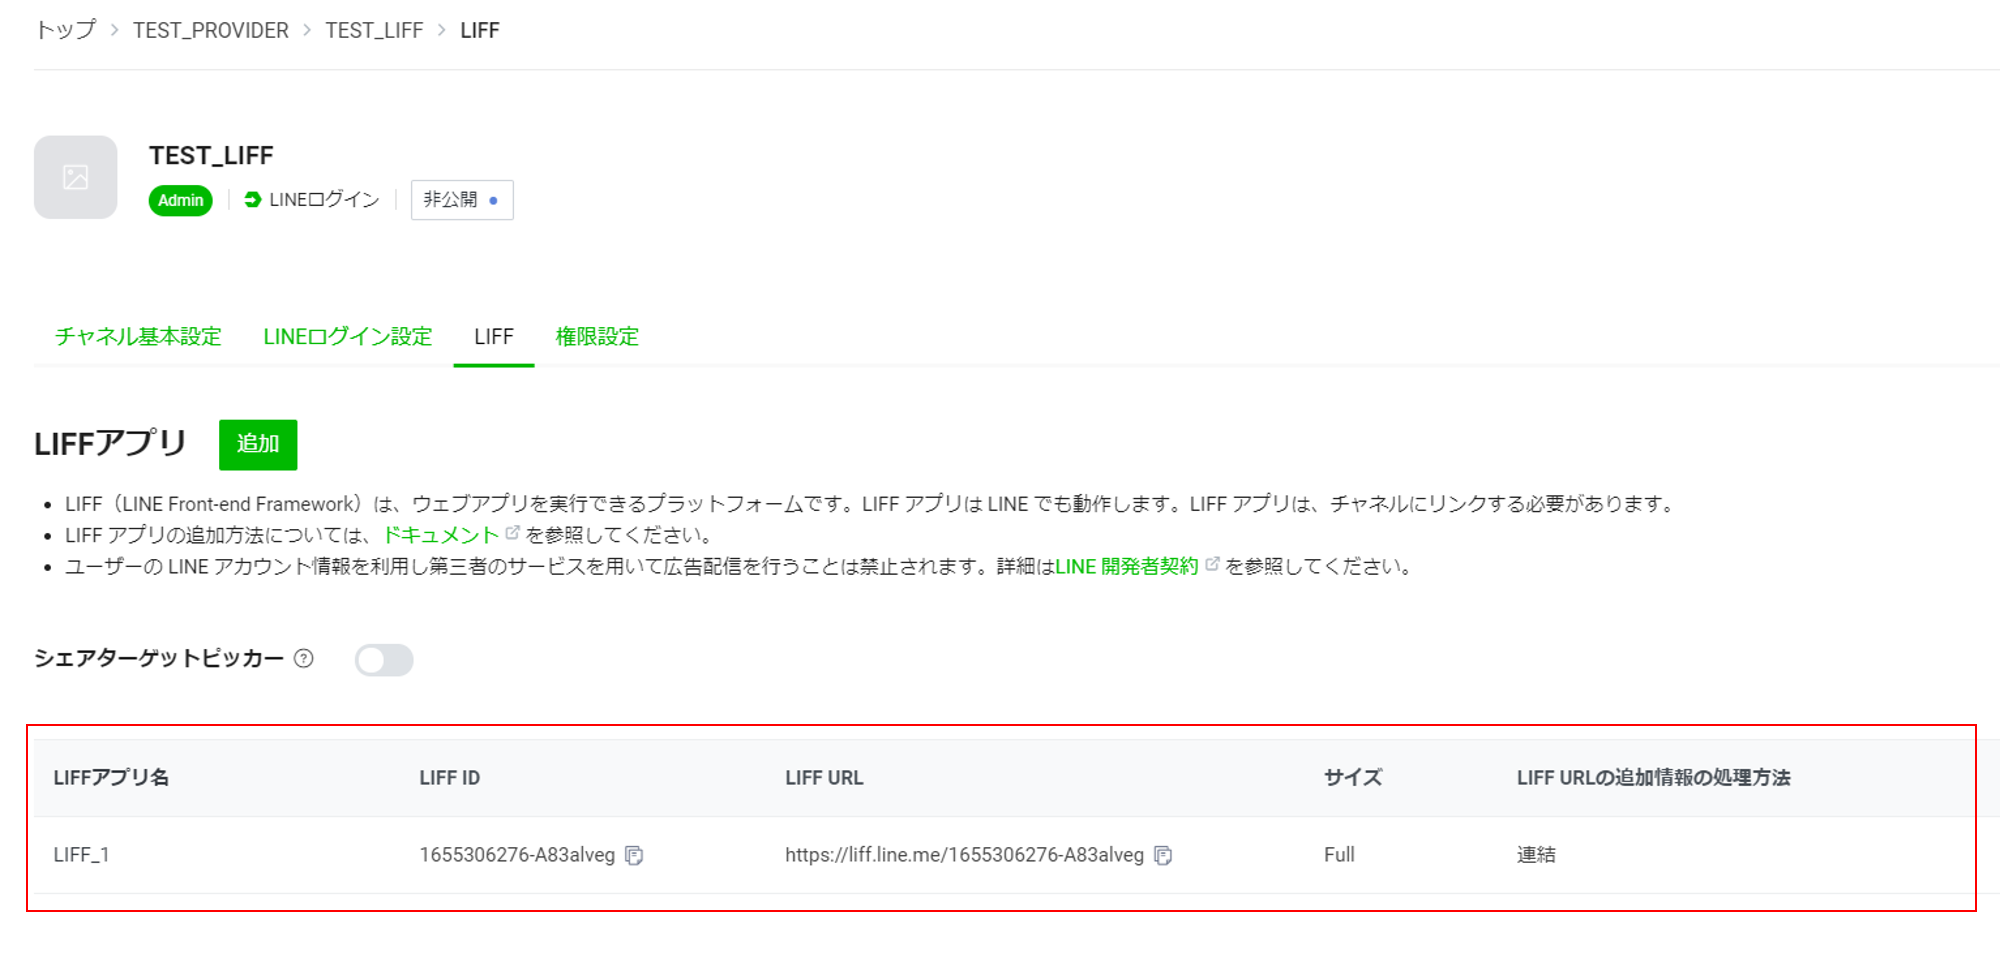 トップ > TEST_PROVIDER > TEST_LIFF > LIFF
TEST_LIFF
Admin LINEログイン 非公開
チャネル基本設定 LINEログイン設定 LIFF 権限設定
LIFFアプリ 追加
• LIFF（LINE Front-end Framework）は、ウェブアプリを実行できるプラットフォームです。LIFF アプリは LINE でも動作します。LIFF アプリは、チャネルにリンクする必要があります。
• LIFF アプリの追加方法については、ドキュメント を参照してください。
• ユーザーの LINE アカウント情報を利用し第三者のサービスを用いて広告配信を行うことは禁止されます。詳細はLINE 開発者契約 を参照してください。
シェアターゲットピッカー ?
LIFFアプリ名 LIFF ID LIFF URL サイズ LIFF URLの追加情報の処理方法
LIFF_1 1655306276-A83alveg https://liff.line.me/1655306276-A83alveg Full 連結